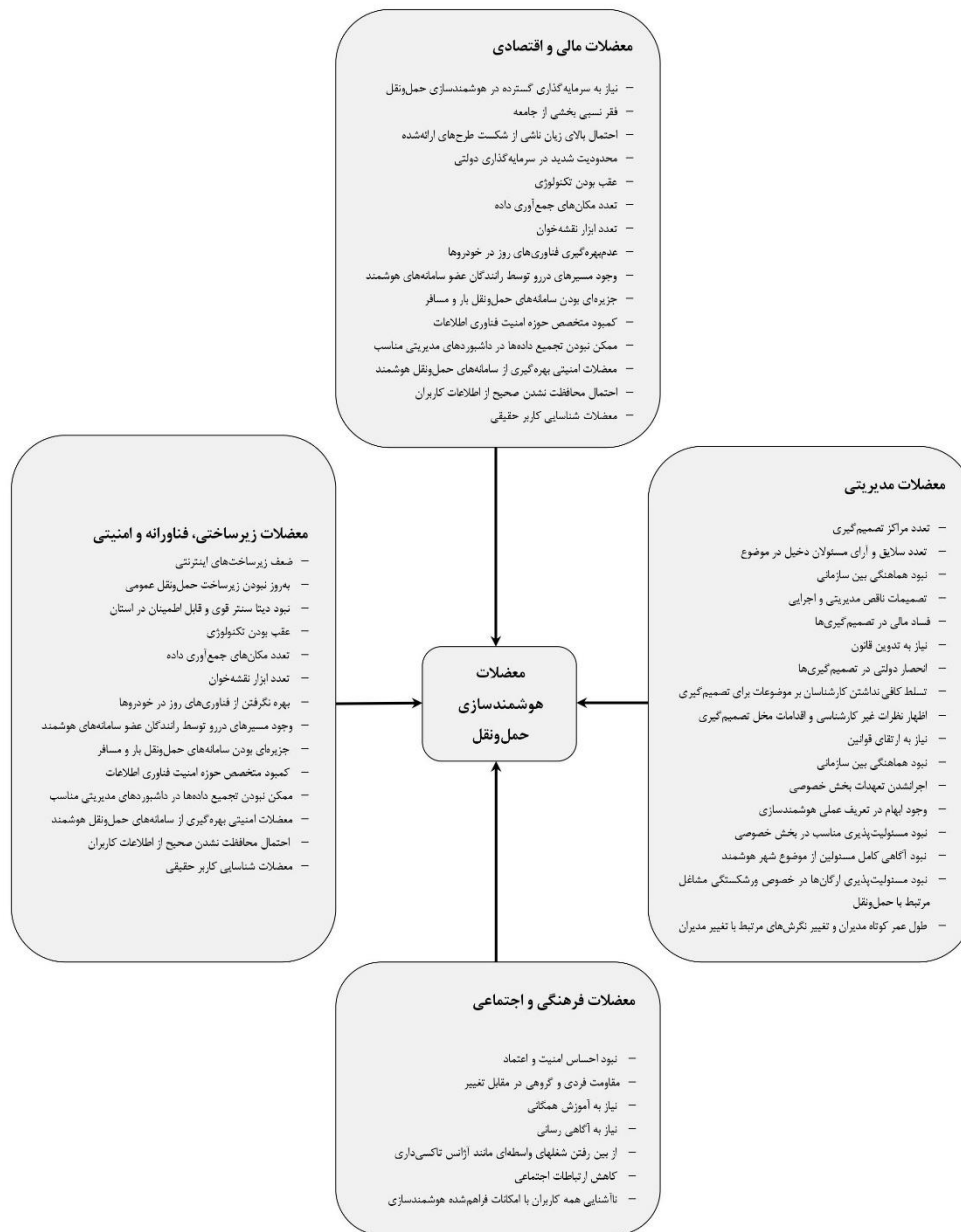 معضلات مالی و اقتصادی
– نیاز به سرمایه‌گذاری گسترده در هوشمندسازی حمل‌ونقل
– فقر نسبی بخشی از جامعه
– احتمال بالای زیان ناشی از شکست طرح‌های ارائه‌شده
– محدودیت شدید در سرمایه‌گذاری دولتی
– عقب بودن تکنولوژی
– تعدد مکان‌های جمع‌آوری داده
– تعدد ابزار نقشه‌خوان
– عدم‌بهره‌گیری فناوری‌های روز در خودروها
– وجود مسیرهای دررو توسط رانندگان عضو سامانه‌های هوشمند
– جزیره‌ای بودن سامانه‌های حمل‌ونقل بار و مسافر
– کمبود متخصص حوزه امنیت فناوری اطلاعات
– ممکن نبودن تجمیع داده‌ها در داشبوردهای مدیریتی مناسب
– معضلات امنیتی بهره‌گیری از سامانه‌های حمل‌ونقل هوشمند
– احتمال محافظت نشدن صحیح از اطلاعات کاربران
– معضلات شناسایی کاربر حقیقی
معضلات مدیریتی
– تعدد مراکز تصمیم‌گیری
– تعدد سلایق و آرای مسئولان دخیل در موضوع
– نبود هماهنگی بین سازمانی
– تصمیمات ناقص مدیریتی و اجرایی
– فساد مالی در تصمیم‌گیری‌ها
– نیاز به تدوین قانون
– انحصار دولتی در تصمیم‌گیری‌ها
– تسلط کافی نداشتن کارشناسان بر موضوعات برای تصمیم‌گیری
– اظهار نظرات غیر کارشناسی و اقدامات مخل تصمیم‌گیری
– نیاز به ارتقای قوانین
– نبود هماهنگی بین سازمانی
– اجرانشدن تعهدات بخش خصوصی
– وجود ابهام در تعریف عملی هوشمندسازی
– نبود مسئولیت‌پذیری مناسب در بخش خصوصی
– نبود آگاهی کامل مسئولین از موضوع شهر هوشمند
– نبود مسئولیت‌پذیری ارگان‌ها در خصوص ورشکستگی مشاغل
مرتبط با حمل‌ونقل
– طول عمر کوتاه مدیران و تغییر نگرش‌های مرتبط با تغییر مدیران
معضلات
هوشمندسازی
حمل‌ونقل
معضلات زیرساختی، فناورانه و امنیتی
– ضعف زیرساخت‌های اینترنتی
– به‌روز نبودن زیرساخت حمل‌ونقل عمومی
– نبود دیتا سنتر قوی و قابل اطمینان در استان
– عقب بودن تکنولوژی
– تعدد مکان‌های جمع‌آوری داده
– تعدد ابزار نقشه‌خوان
– بهره نگرفتن از فناوری‌های روز در خودروها
– وجود مسیرهای دررو توسط رانندگان عضو سامانه‌های هوشمند
– جزیره‌ای بودن سامانه‌های حمل‌ونقل بار و مسافر
– کمبود متخصص حوزه امنیت فناوری اطلاعات
– ممکن نبودن تجمیع داده‌ها در داشبوردهای مدیریتی مناسب
– معضلات امنیتی بهره‌گیری از سامانه‌های حمل‌ونقل هوشمند
– احتمال محافظت نشدن صحیح از اطلاعات کاربران
– معضلات شناسایی کاربر حقیقی
معضلات فرهنگی و اجتماعی
– نبود احساس امنیت و اعتماد
– مقاومت فردی و گروهی در مقابل تغییر
– نیاز به آموزش همگانی
– نیاز به آگاهی رسانی
– از بین رفتن شغلهای واسطه‌ای مانند آژانس تاکسی‌داری
– کاهش ارتباطات اجتماعی
– ناآشنایی همه کاربران با امکانات فراهم‌شده هوشمندسازی